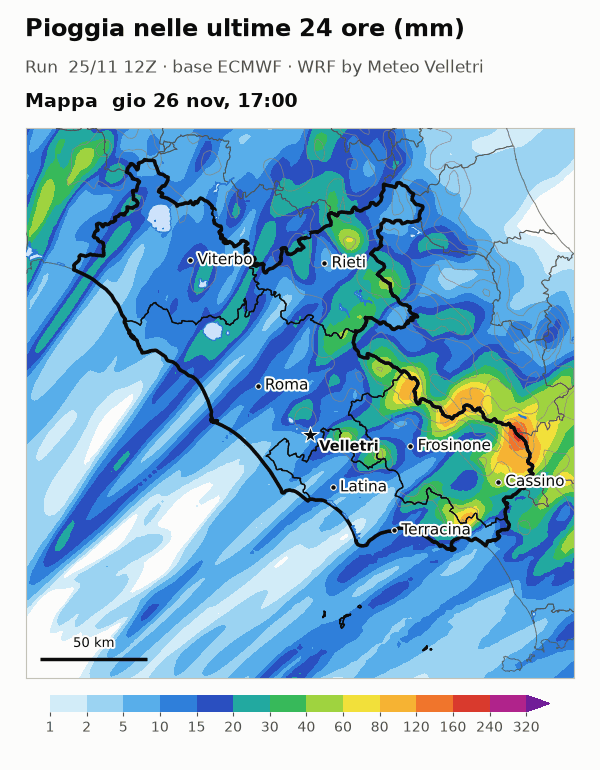 Pioggia nelle ultime 24 ore (mm)
Run  25/11 12Z · base ECMWF · WRF by Meteo Velletri
Mappa  gio 26 nov, 17:00
Viterbo
Rieti
Roma
Velletri
Frosinone
Latina
Cassino
Terracina
50 km
1 2 5 10 15 20 30 40 60 80 120 160 240 320